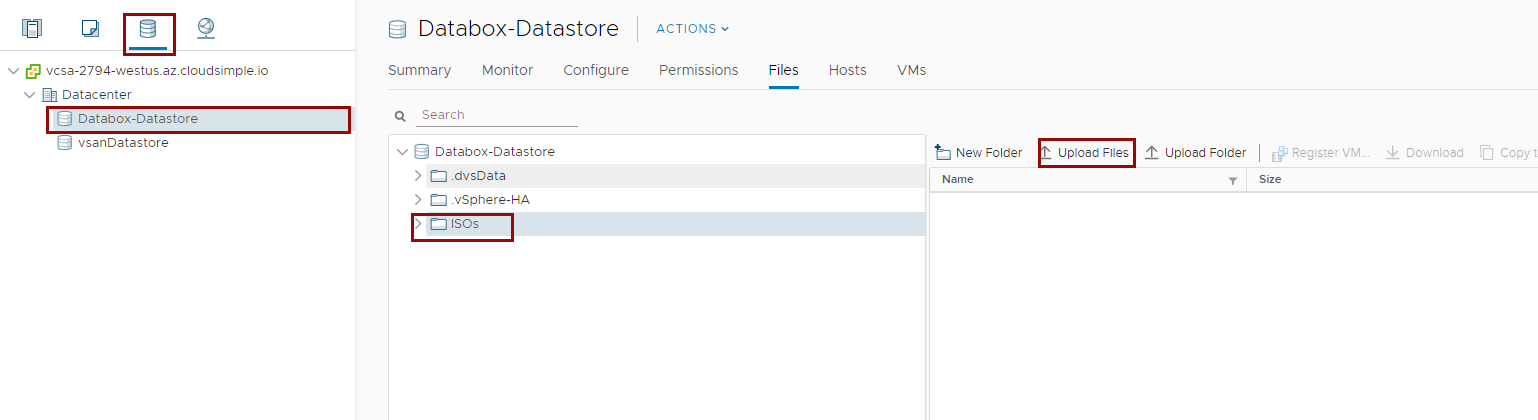 Databox-Datastore
ACTIONS
Summary Monitor Configure Permissions Files Hosts VMs
vcsa-2794-westus.az.cloudsimple.io
Datacenter
Databox-Datastore
vsanDatastore
Search
Databox-Datastore
.dvsData
.vSphere-HA
ISOs
New Folder Upload Files Upload Folder Register VM... Download Copy t
Name Size